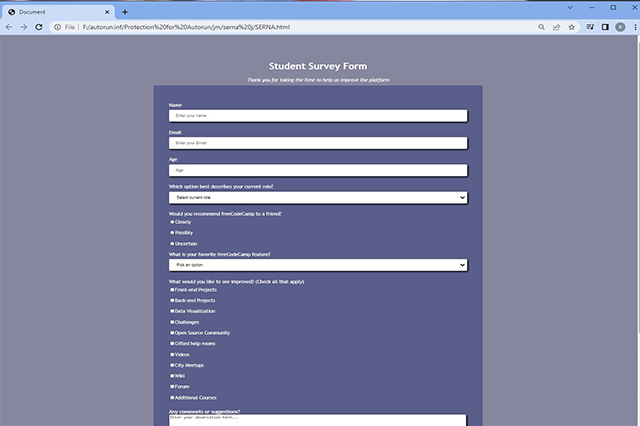 Document
File
F:/autorun.inf/Protection%20for%20Autorun/jm/serna%20j/SERNA.html
Student Survey Form
Thank you for taking the time to help us improve the platform
Name
Enter your name
Email
Enter your Email
Age
Age
Which option best describes your current role?
Select current role
Would you recommend freeCodeCamp to a friend?
Clearly
Possibly
Uncertain
What is your favorite freeCodeCamp feature?
Pick an option
What would you like to see improved? (Check all that apply)
Front-end Projects
Back-end Projects
Data Visualization
Challenges
Open Source Community
Gifted help rooms
Videos
City Meetups
Wiki
Forum
Additional Courses
Any commnets or suggestions?
Enter your observation here...